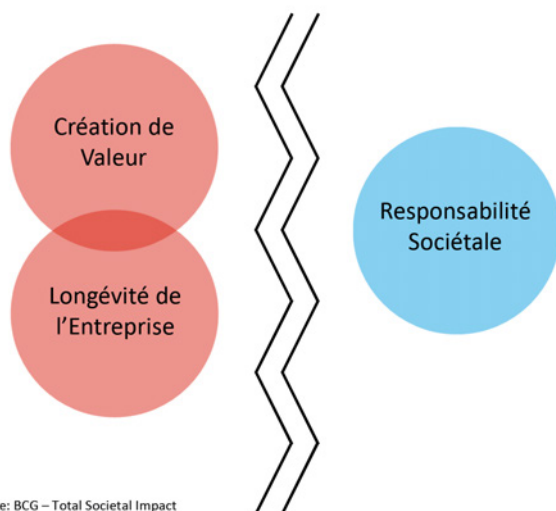 Création de
Valeur
Responsabilité
Sociétale
Longévité de
l'Entreprise
e: BCG – Total Societal Impact